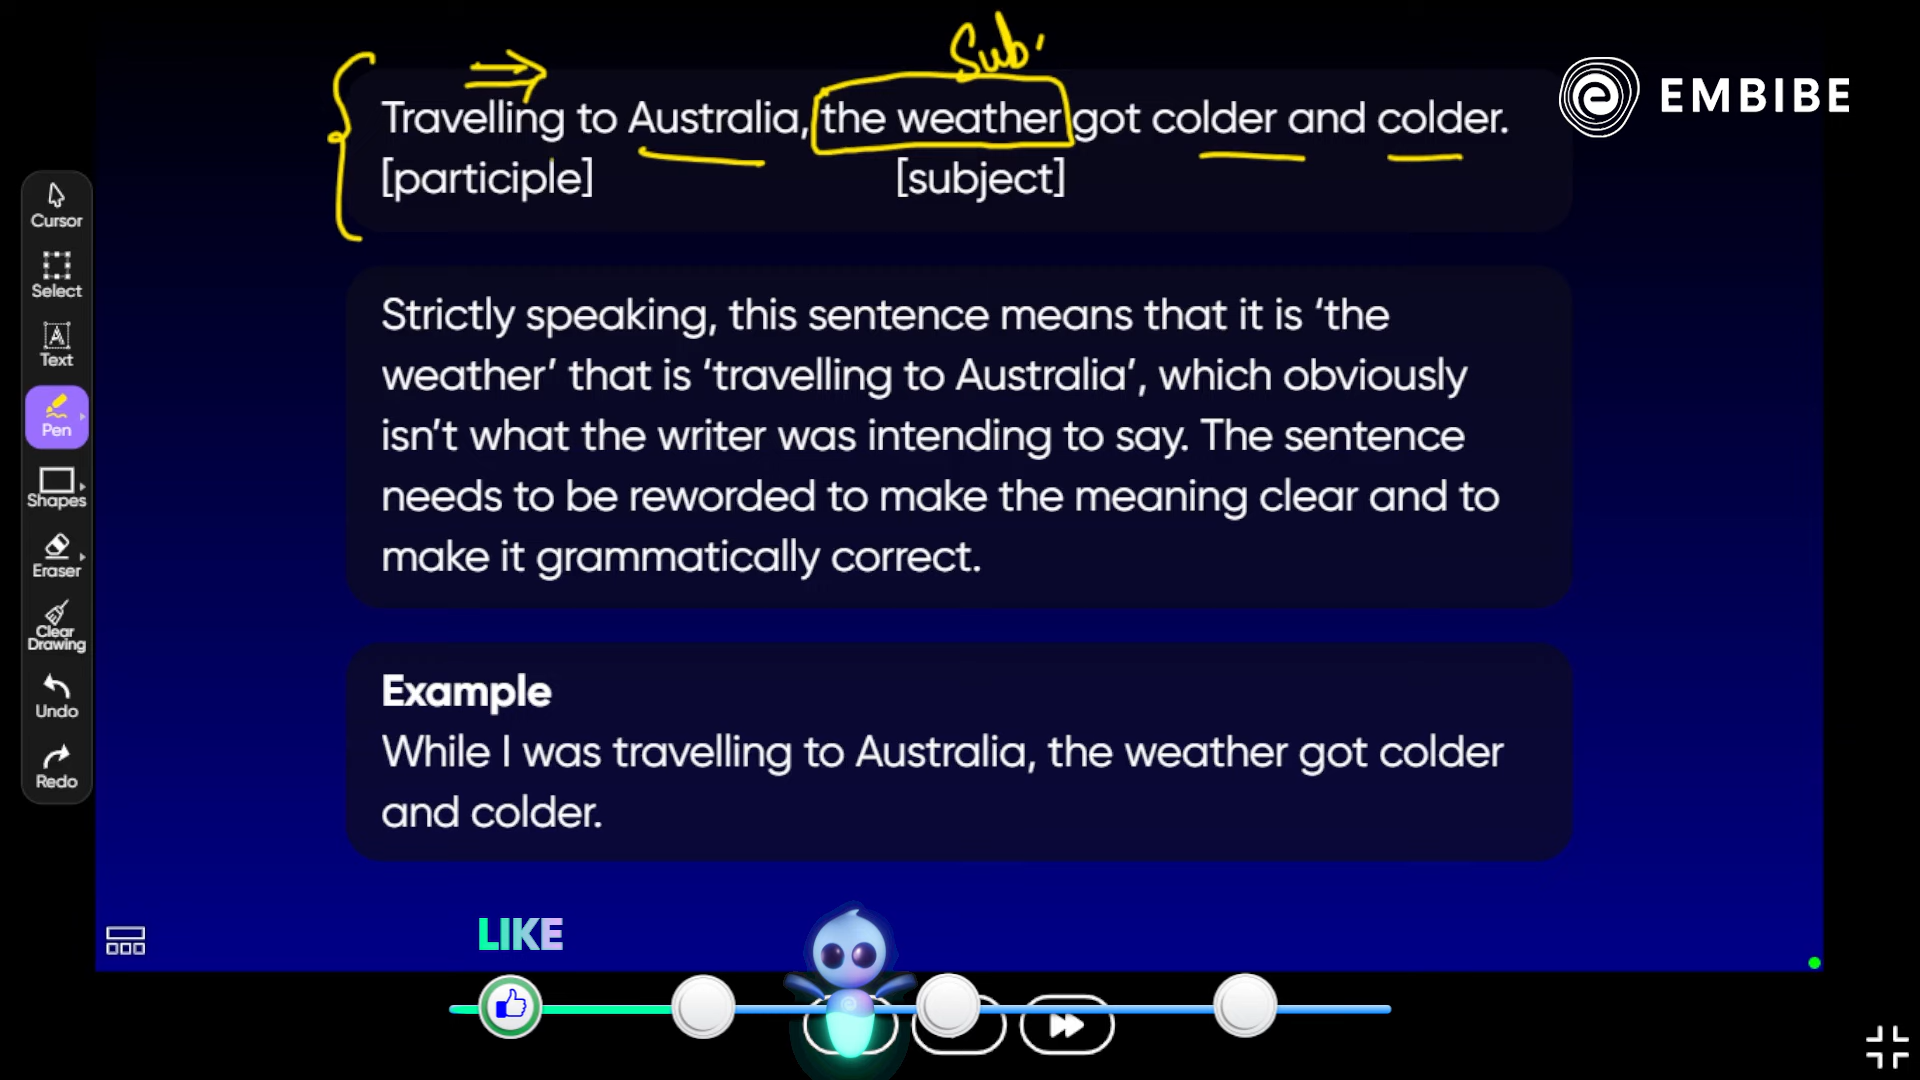 Sub'
EMBIBE
Travelling to Australia, the weather got colder and colder.
[participle] [subject]
Cursor
Select
Text
Pen
Shapes
Eraser
Clear
Drawing
Undo
Redo
Strictly speaking, this sentence means that it is ‘the
weather’ that is ‘travelling to Australia’, which obviously
isn’t what the writer was intending to say. The sentence
needs to be reworded to make the meaning clear and to
make it grammatically correct.
Example
While I was travelling to Australia, the weather got colder
and colder.
LIKE